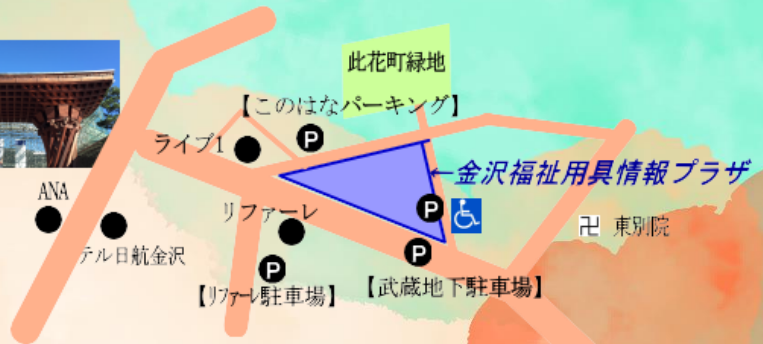 此花町緑地
【このはなパーキング】
P
ライブ1
←金沢福祉用具情報プラザ
ANA
リファーレ
P
テル日航金沢
卍 東別院
P
P
【リファーレ駐車場】
【武蔵地下駐車場】